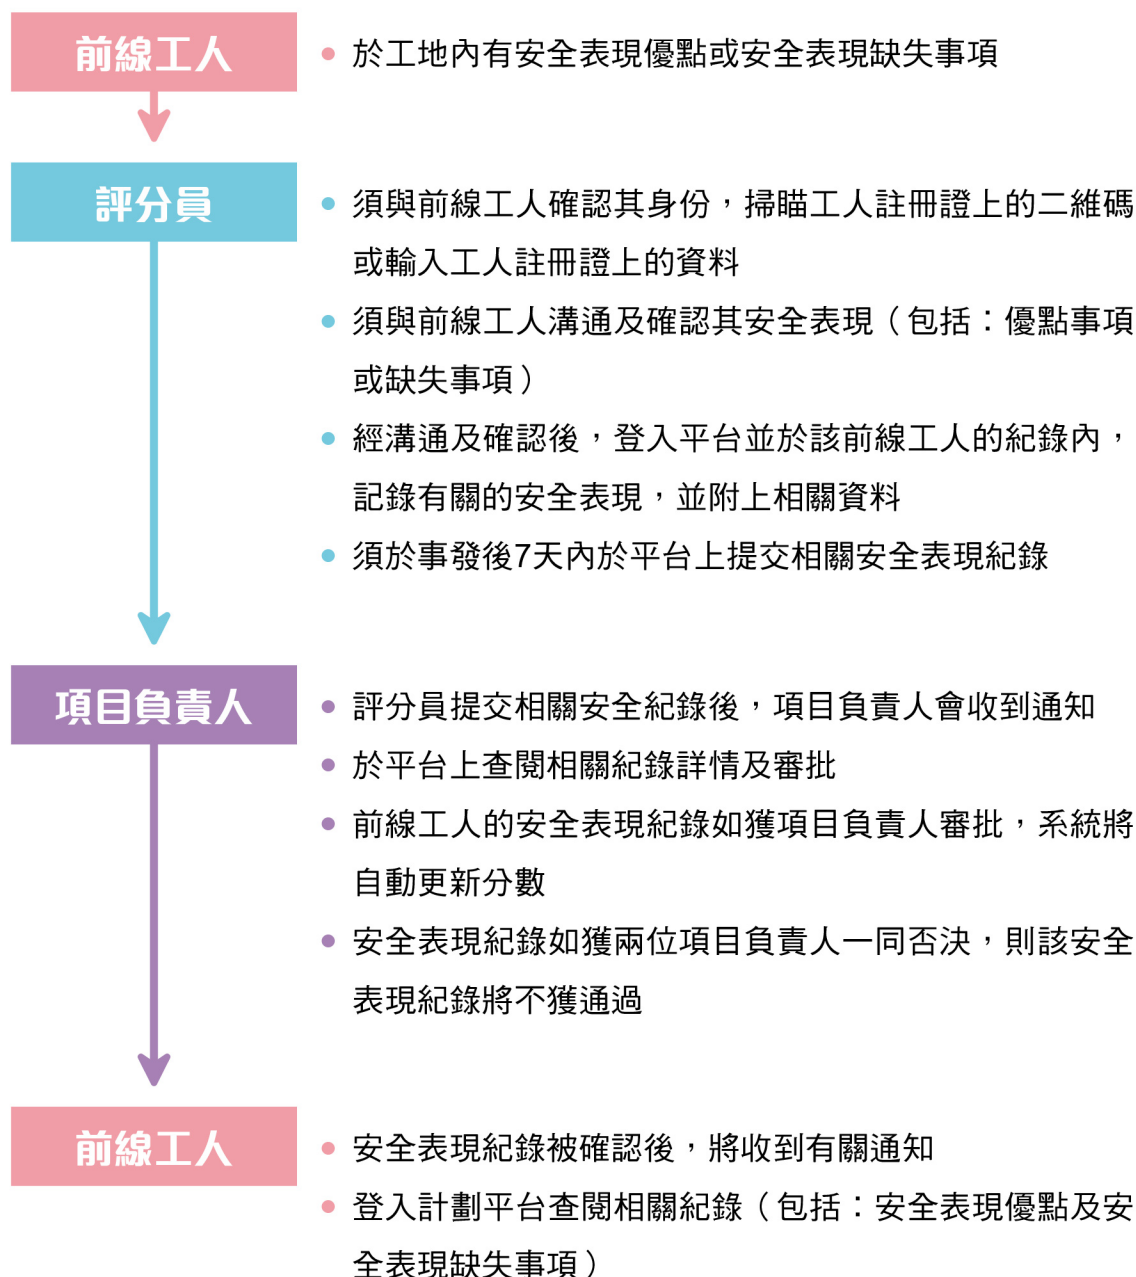 前線工人
於工地內有安全表現優點或安全表現缺失事項
評分員
須與前線工人確認其身份，掃瞄工人註冊證上的二維碼
或輸入工人註冊證上的資料
須與前線工人溝通及確認其安全表現（包括：優點事項
或缺失事項）
經溝通及確認後，登入平台並於該前線工人的紀錄內，
記錄有關的安全表現，並附上相關資料
須於事發後7天內於平台上提交相關安全表現紀錄
項目負責人
評分員提交相關安全紀錄後，項目負責人會收到通知
於平台上查閱相關紀錄詳情及審批
前線工人的安全表現紀錄如獲項目負責人審批，系統將
自動更新分數
安全表現紀錄如獲兩位項目負責人一同否決，則該安全
表現紀錄將不獲通過
前線工人
安全表現紀錄被確認後，將收到有關通知
登入計劃平台查閱相關紀錄（包括：安全表現優點及安
全表現缺失事項）